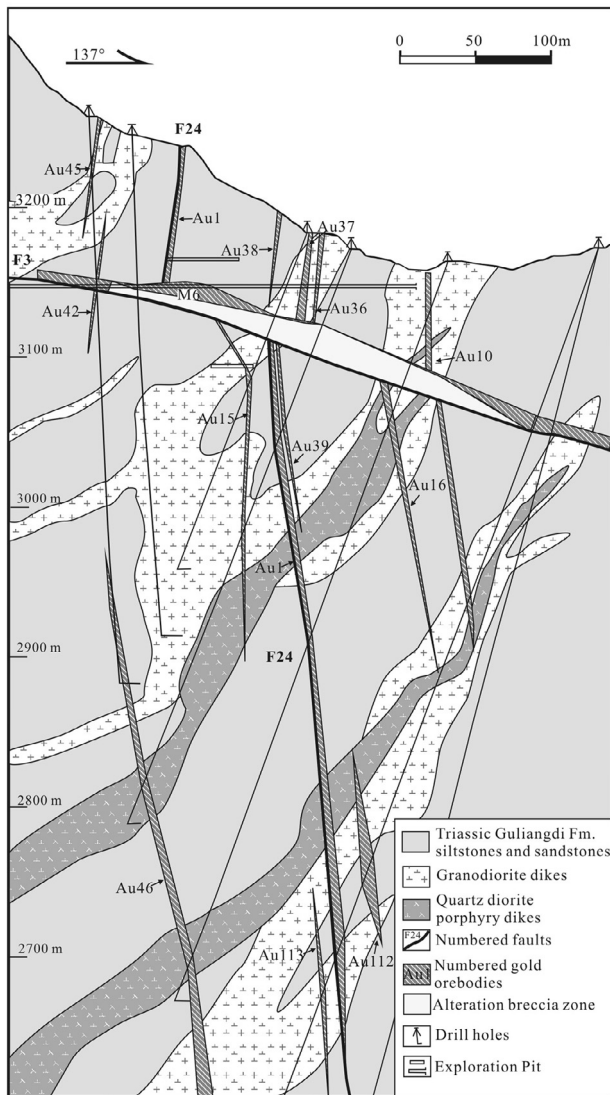 137°
0 50 100m
F24
Au45
3200 m
Au1
Au37
Au38
F3
M6
Au42
Au36
3100 m
Au10
Au15
Au39
Au16
3000 m
Au1
2900 m
F24
2800 m
Au46
2700 m
Au113
Au112
Triassic Guliangdi Fm.
siltstones and sandstones
Granodiorite dikes
Quartz diorite
porphyry dikes
F24
Numbered faults
Au1
Numbered gold
orebodies
Alteration breccia zone
Drill holes
Exploration Pit